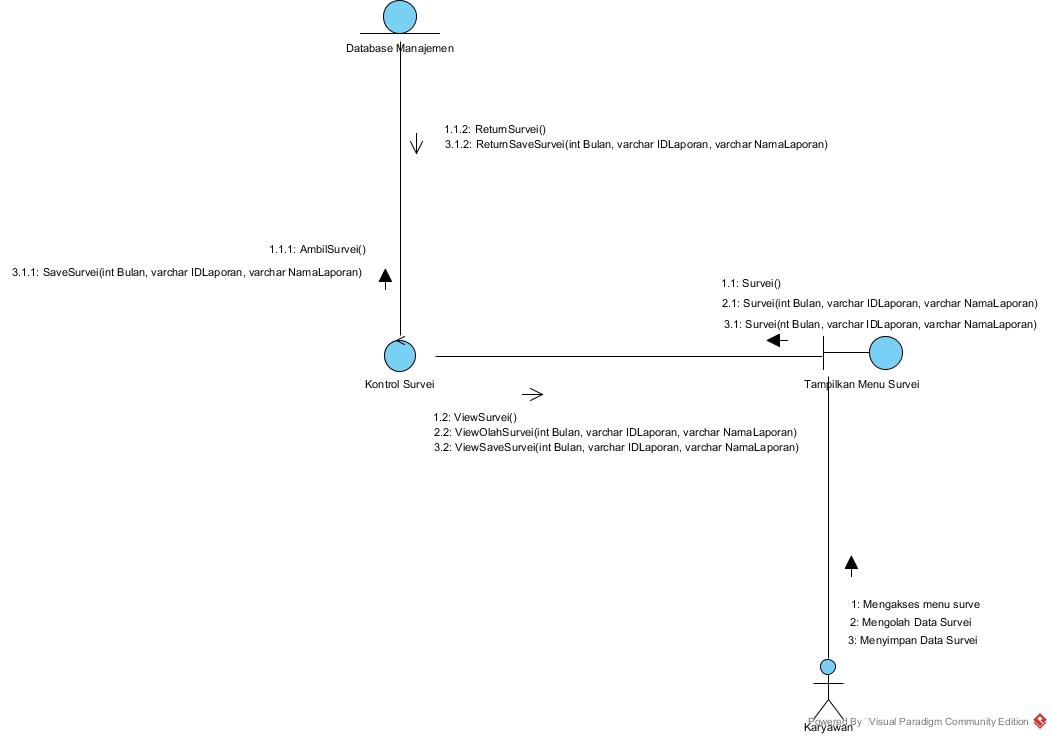 Database Manajemen
1.1.2: ReturnSurvei()
3.1.2: ReturnSaveSurvei(int Bulan, varchar IDLaporan, varchar NamaLaporan)
1.1.1: AmbilSurvei()
3.1.1: SaveSurvei(int Bulan, varchar IDLaporan, varchar NamaLaporan)
1.1: Survei()
2.1: Survei(int Bulan, varchar IDLaporan, varchar NamaLaporan)
3.1: Survei(nt Bulan, varchar IDLaporan, varchar NamaLaporan)
Kontrol Survei
Tampilkan Menu Survei
1.2: ViewSurvei()
2.2: ViewOlahSurvei(int Bulan, varchar IDLaporan, varchar NamaLaporan)
3.2: ViewSaveSurvei(int Bulan, varchar IDLaporan, varchar NamaLaporan)
1: Mengakses menu surve
2: Mengolah Data Survei
3: Menyimpan Data Survei
Powered By Visual Paradigm Community Edition
Karyawan